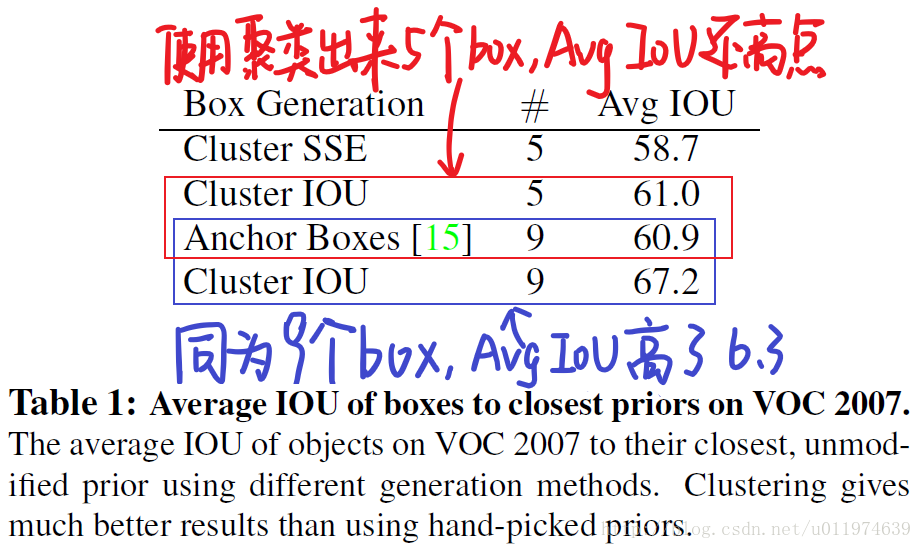 使用聚类出来5个box,Avg IoU还高点
Box Generation # Avg IOU
Cluster SSE 5 58.7
Cluster IOU 5 61.0
Anchor Boxes [15] 9 60.9
Cluster IOU 9 67.2
同为9个box,Avg IoU高了6.3
Table 1: Average IOU of boxes to closest priors on VOC 2007.
The average IOU of objects on VOC 2007 to their closest, unmod-
ified prior using different generation methods. Clustering gives
much better results than using hand-picked priors.
https://blog.csdn.net/u011974639